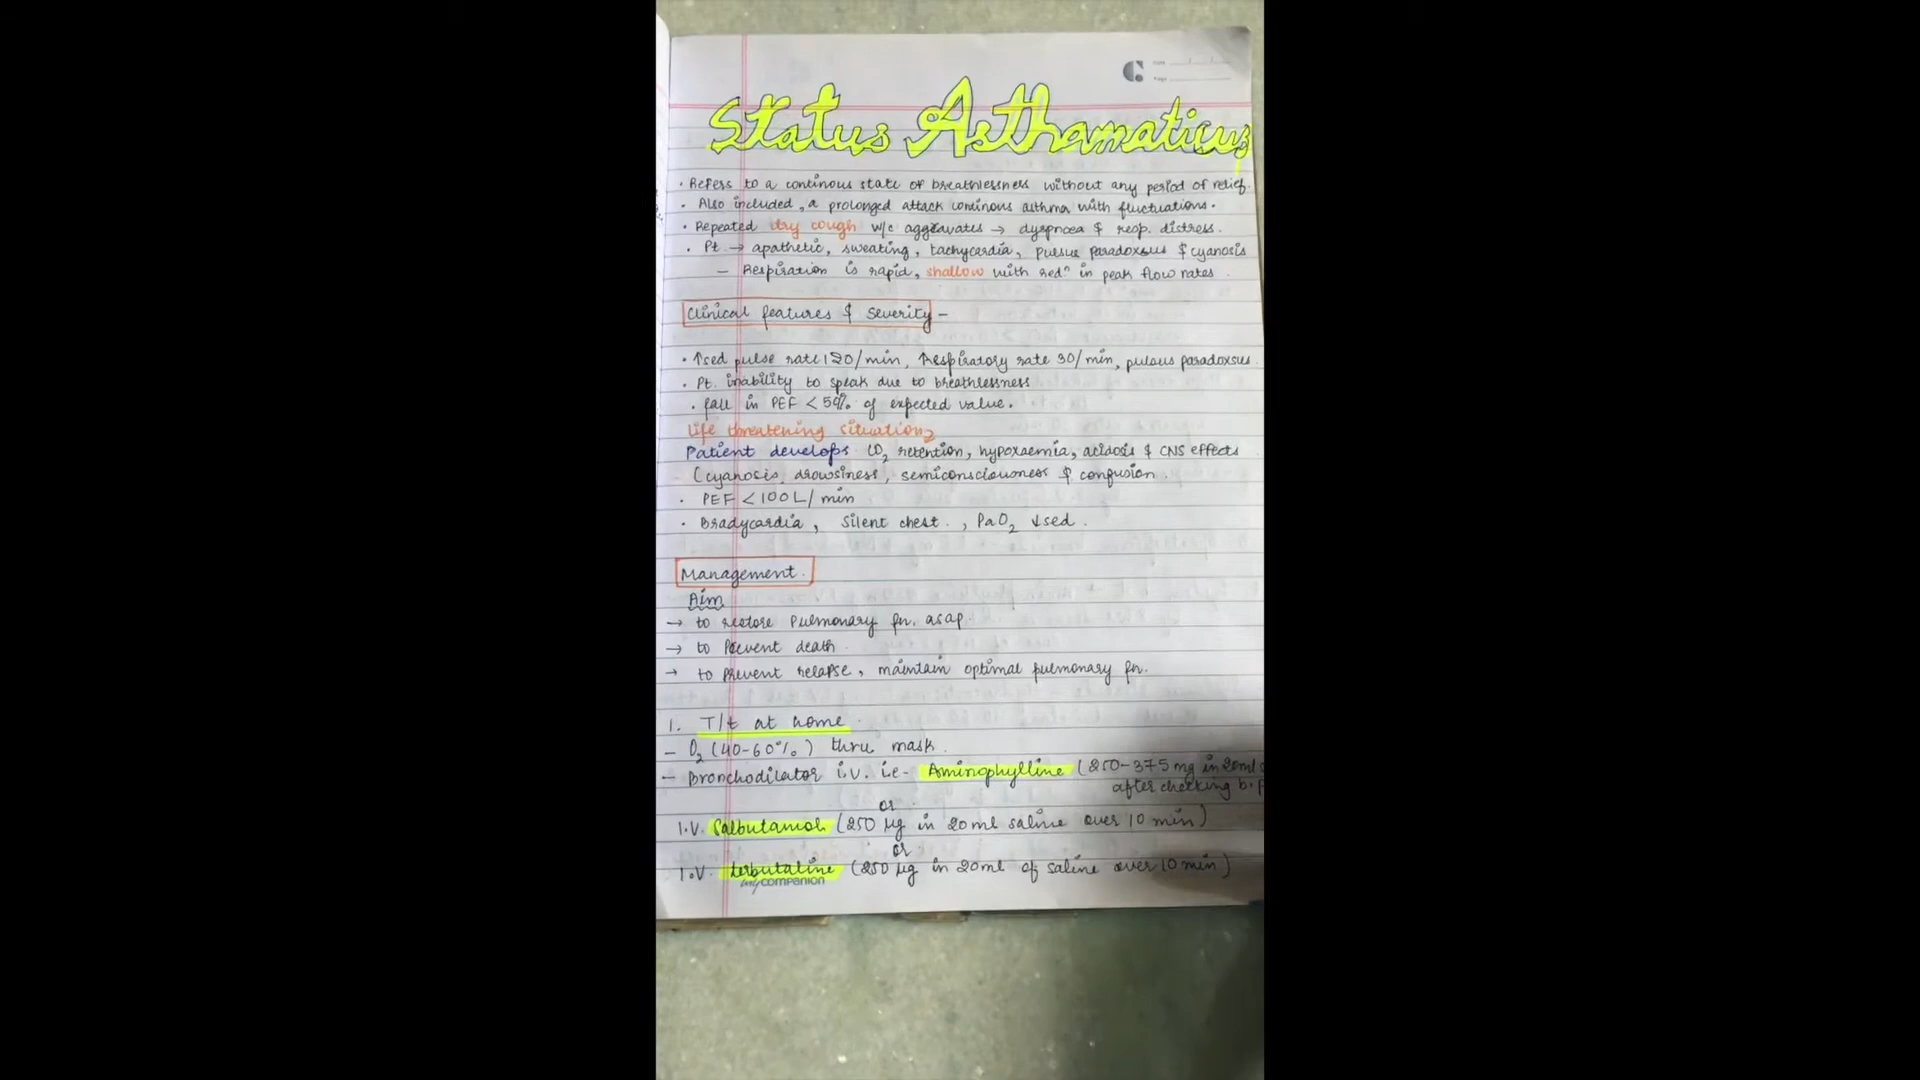 Status Asthamaticus
• Refers to a continous state of breathlessness without any period of relief.
• Also included, a prolonged attack continous asthma with fluctuations.
• Repeated dry cough w/c aggravates → dyspnoea & resp. distress.
• Pt → apathetic, sweating, tachycardia, pulsus paradoxsus & cyanosis
– Respiration is rapid, shallow with redⁿ in peak flow rates.
Clinical features & Severity –
• ↑sed pulse rate 120/min, ↑Respiratory rate 30/min, pulsus paradoxsus.
• Pt. inability to speak due to breathlessness
• fall in PEF < 50% of expected value.
Life threatening situation
Patient develops CO₂ retention, hypoxaemia, acidosis & CNS effects
(cyanosis, drowsiness, semiconsciousness & confusion.
• PEF < 100 L/min
• Bradycardia, Silent chest., PaO₂ ↓sed.
Management.
Aim
→ to restore Pulmonary fn. asap.
→ to Prevent death.
→ to prevent relapse, maintain optimal pulmonary fn.
1. T/t at home.
– O₂ (40-60%) thru mask.
– Bronchodilator i.v. i.e- Aminophylline (250-375 mg in 20ml
after checking b.p
or
I.V. Salbutamol (250 μg in 20 ml saline over 10 min)
or
I.V. terbutaline (250 μg in 20ml of saline over 10 min)
my companion